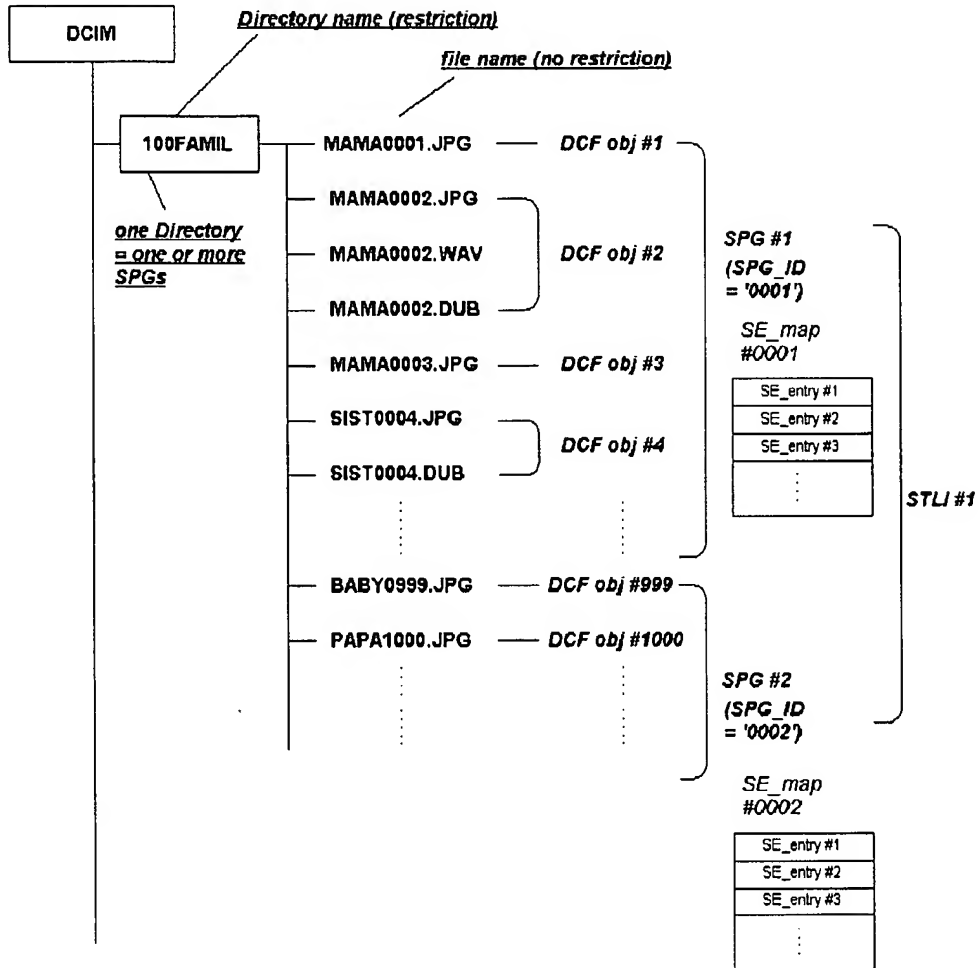 DCIM
Directory name (restriction)
file name (no restriction)
100FAMIL
one Directory
= one or more
SPGs
MAMA0001.JPG
DCF obj #1
MAMA0002.JPG
MAMA0002.WAV
DCF obj #2
MAMA0002.DUB
MAMA0003.JPG
DCF obj #3
SIST0004.JPG
DCF obj #4
SIST0004.DUB
BABY0999.JPG
DCF obj #999
PAPA1000.JPG
DCF obj #1000
SPG #1
(SPG_ID
= '0001')
SE_map
#0001
SE_entry #1
SE_entry #2
SE_entry #3
STLI #1
SPG #2
(SPG_ID
= '0002')
SE_map
#0002
SE_entry #1
SE_entry #2
SE_entry #3